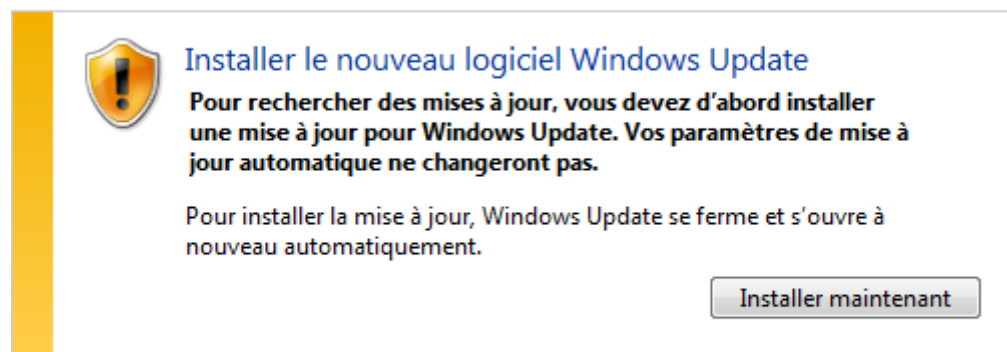 Installer le nouveau logiciel Windows Update
Pour rechercher des mises à jour, vous devez d’abord installer
une mise à jour pour Windows Update. Vos paramètres de mise à
jour automatique ne changeront pas.
Pour installer la mise à jour, Windows Update se ferme et s’ouvre à
nouveau automatiquement.
Installer maintenant